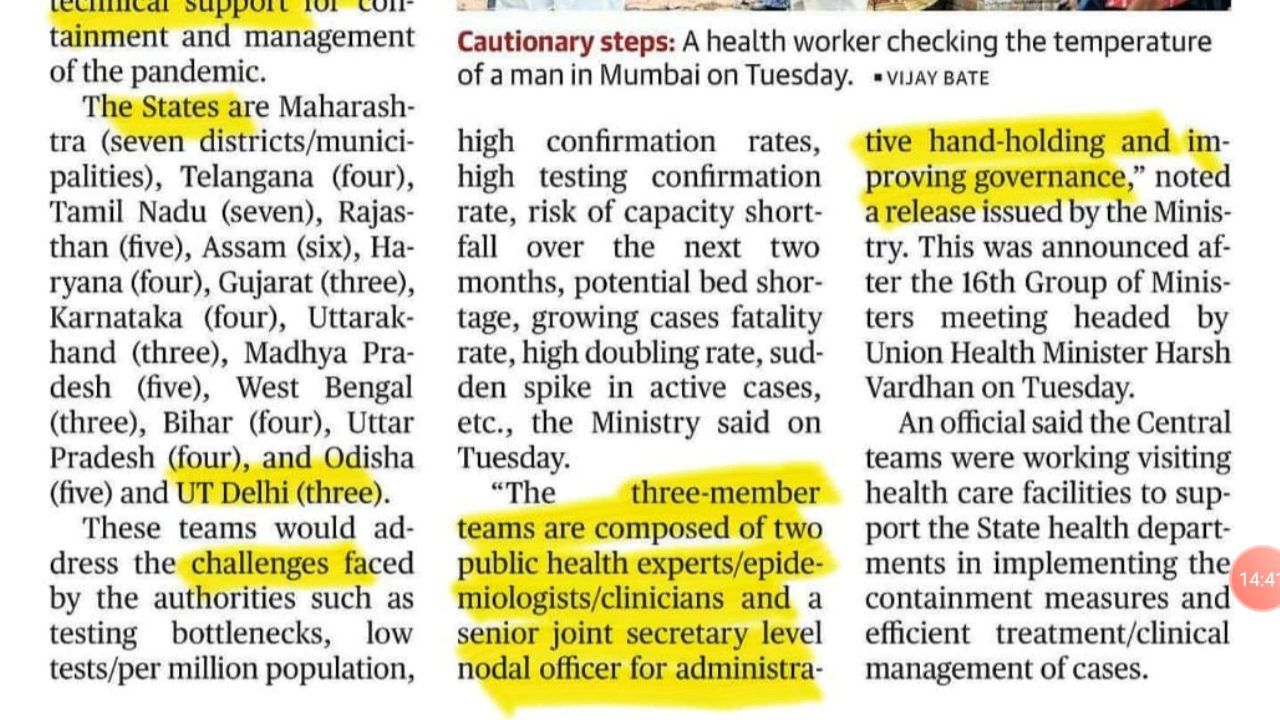 technical support for con-
tainment and management
of the pandemic.
The States are Maharash-
tra (seven districts/munici-
palities), Telangana (four),
Tamil Nadu (seven), Rajas-
than (five), Assam (six), Ha-
ryana (four), Gujarat (three),
Karnataka (four), Uttarak-
hand (three), Madhya Pra-
desh (five), West Bengal
(three), Bihar (four), Uttar
Pradesh (four), and Odisha
(five) and UT Delhi (three).
These teams would ad-
dress the challenges faced
by the authorities such as
testing bottlenecks, low
tests/per million population,
Cautionary steps: A health worker checking the temperature
of a man in Mumbai on Tuesday. ▪ VIJAY BATE
high confirmation rates,
high testing confirmation
rate, risk of capacity short-
fall over the next two
months, potential bed shor-
tage, growing cases fatality
rate, high doubling rate, sud-
den spike in active cases,
etc., the Ministry said on
Tuesday.
“The three-member
teams are composed of two
public health experts/epide-
miologists/clinicians and a
senior joint secretary level
nodal officer for administra-
tive hand-holding and im-
proving governance,” noted
a release issued by the Minis-
try. This was announced af-
ter the 16th Group of Minis-
ters meeting headed by
Union Health Minister Harsh
Vardhan on Tuesday.
An official said the Central
teams were working visiting
health care facilities to sup-
port the State health depart-
ments in implementing the
containment measures and
efficient treatment/clinical
management of cases.